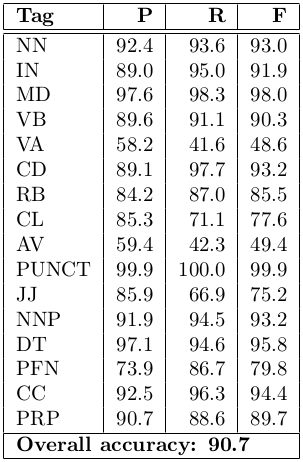 Tag P R F
NN 92.4 93.6 93.0
IN 89.0 95.0 91.9
MD 97.6 98.3 98.0
VB 89.6 91.1 90.3
VA 58.2 41.6 48.6
CD 89.1 97.7 93.2
RB 84.2 87.0 85.5
CL 85.3 71.1 77.6
AV 59.4 42.3 49.4
PUNCT 99.9 100.0 99.9
JJ 85.9 66.9 75.2
NNP 91.9 94.5 93.2
DT 97.1 94.6 95.8
PFN 73.9 86.7 79.8
CC 92.5 96.3 94.4
PRP 90.7 88.6 89.7
Overall accuracy: 90.7